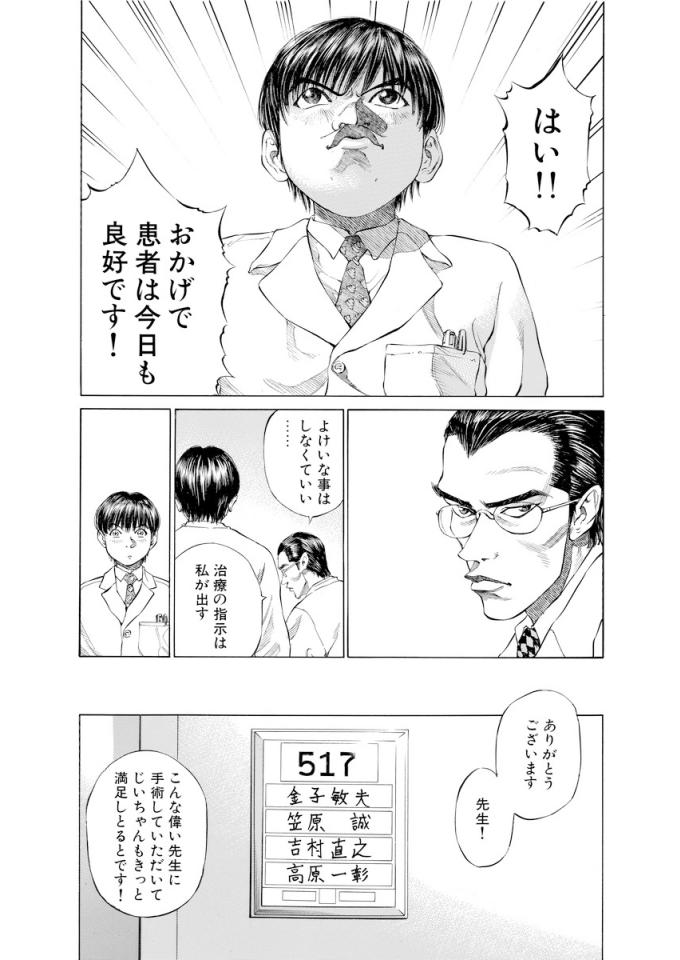 はい!!
おかげで
患者は今日も
良好です!
よけいな事は
しなくていい
……
治療の指示は
私が出す
ありがとう
ございます
先生!
517
金子敏夫
笠原 誠
吉村直之
高原一彰
こんな偉い先生に
手術していただいて
じいちゃんもきっと
満足しとるとです!